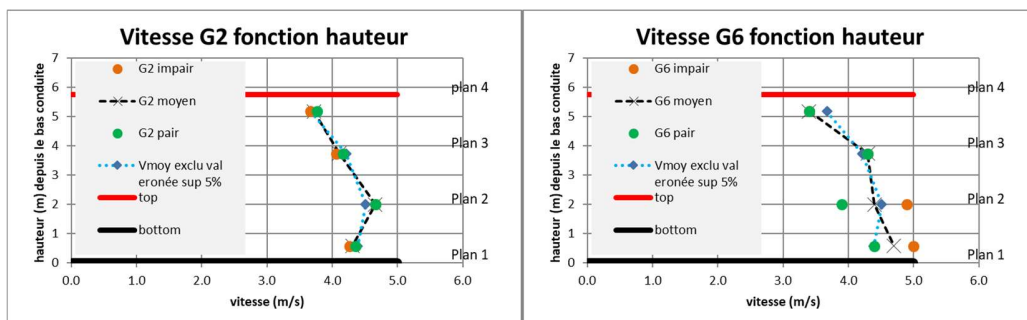 Vitesse G2 fonction hauteur
hauteur (m) depuis le bas conduite
7
6
5
4
3
2
1
0
G2 impair
G2 moyen
G2 pair
Vmoy exclu val
eronée sup 5%
top
bottom
plan 4
Plan 3
Plan 2
Plan 1
0.0 1.0 2.0 3.0 4.0 5.0 6.0
vitesse (m/s)
Vitesse G6 fonction hauteur
hauteur (m) depuis le bas conduite
7
6
5
4
3
2
1
0
G6 impair
G6 moyen
G6 pair
Vmoy exclu val
eronée sup 5%
top
bottom
plan 4
Plan 3
Plan 2
Plan 1
0.0 1.0 2.0 3.0 4.0 5.0 6.0
vitesse (m/s)